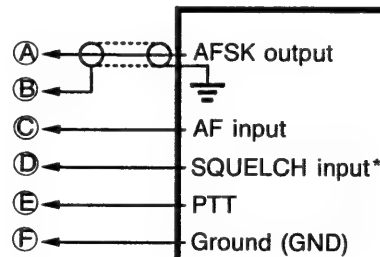 Ⓐ AFSK output
Ⓑ
Ⓒ AF input
Ⓓ SQUELCH input*
Ⓔ PTT
Ⓕ Ground (GND)